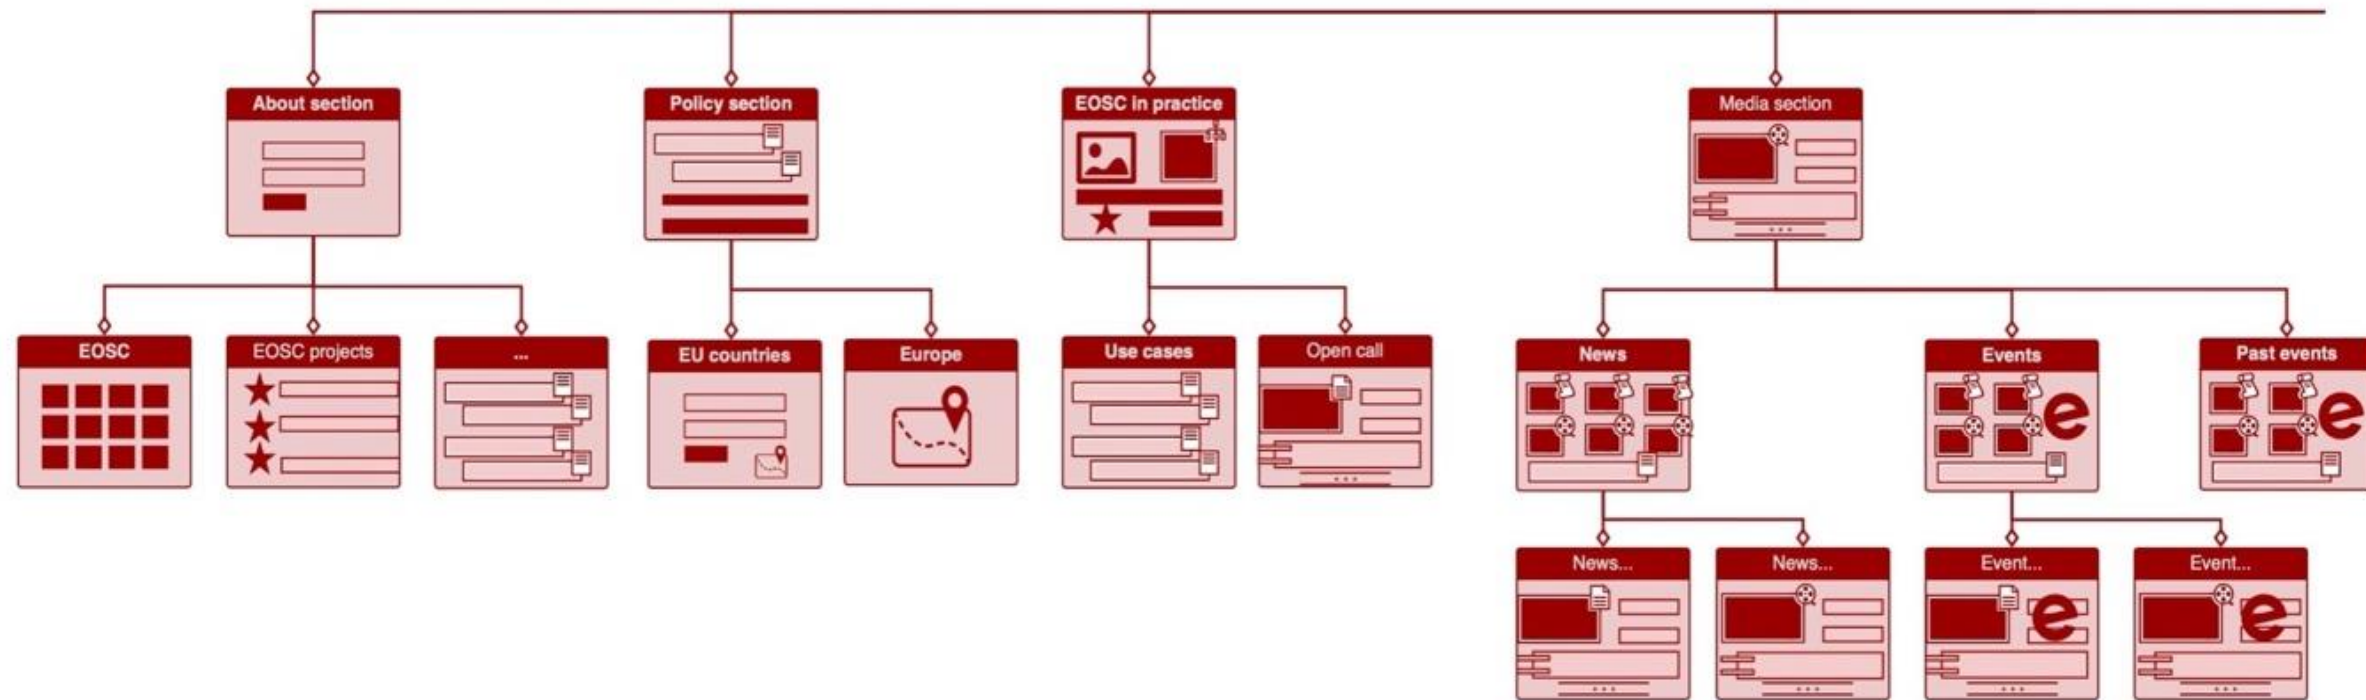 About section
Policy section
EOSC in practice
Media section
EOSC
EOSC projects
...
EU countries
Europe
Use cases
Open call
News
Events
Past events
News...
News...
Event...
Event...